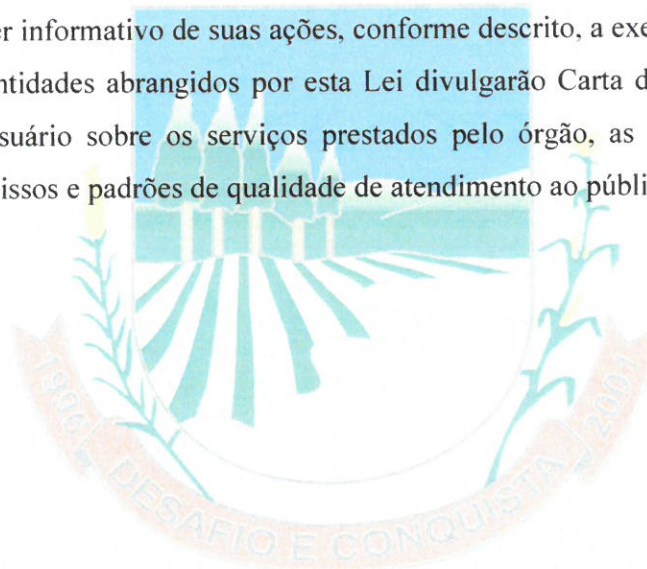 er informativo de suas ações, conforme descrito, a exe
ntidades abrangidos por esta Lei divulgarão Carta d
suário sobre os serviços prestados pelo órgão, as
issos e padrões de qualidade de atendimento ao públi
1996 DESAFIO E CONQUISTA 2001